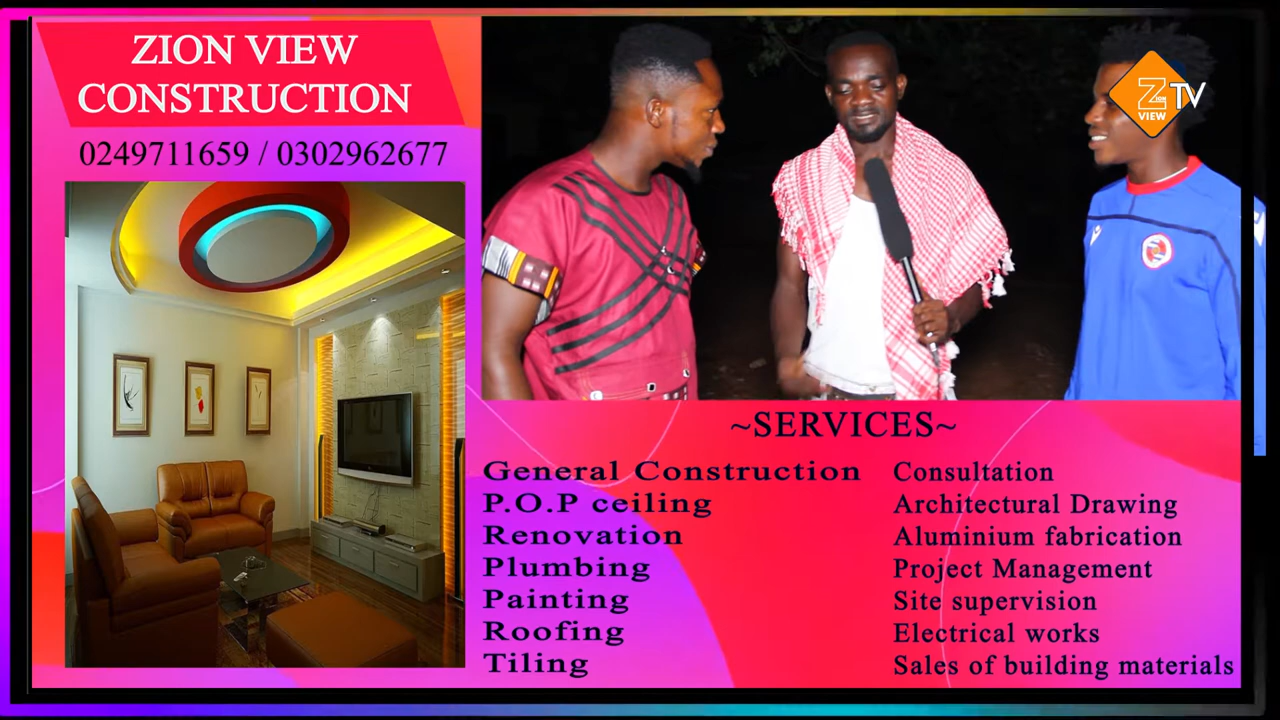 ZION VIEW
CONSTRUCTION
0249711659 / 0302962677
ZION
VIEW
TV
~SERVICES~
General Construction
P.O.P ceiling
Renovation
Plumbing
Painting
Roofing
Tiling
Consultation
Architectural Drawing
Aluminium fabrication
Project Management
Site supervision
Electrical works
Sales of building materials